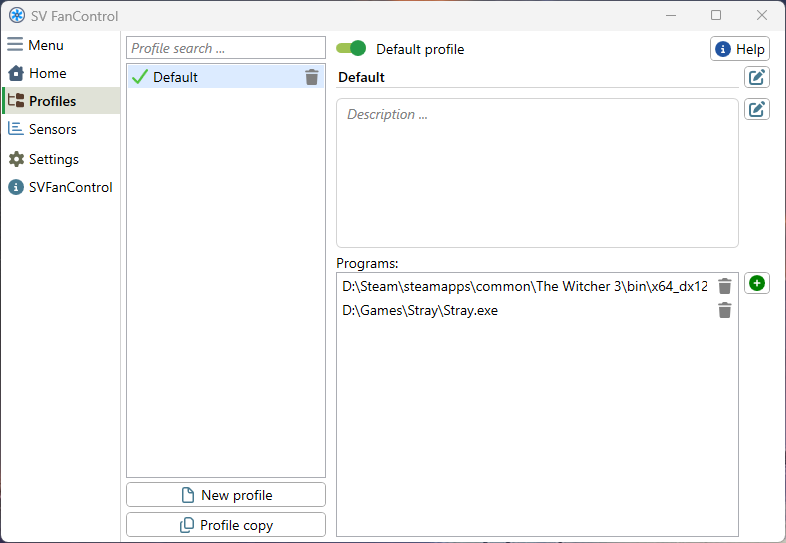 SV FanControl
Menu
Home
Profiles
Sensors
Settings
SVFanControl
Profile search ...
Default
New profile
Profile copy
Default profile
Help
Default
Description ...
Programs:
D:\Steam\steamapps\common\The Witcher 3\bin\x64_dx12
D:\Games\Stray\Stray.exe